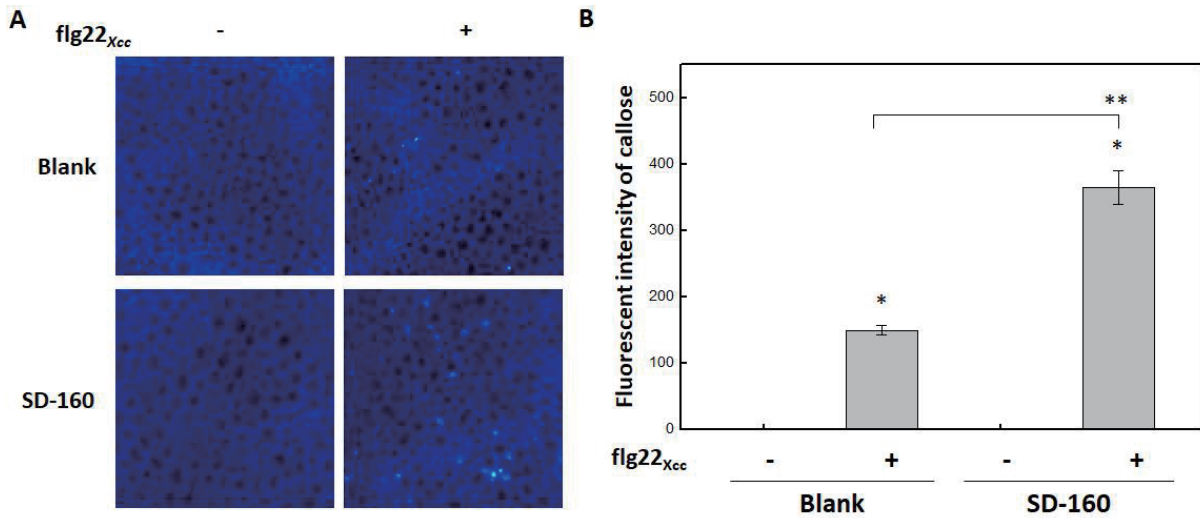 A
flg22Xcc - +
Blank
SD-160
B
Fluorescent intensity of callose
500
400
300
200
100
0
**
*
*
flg22Xcc - + - +
Blank SD-160